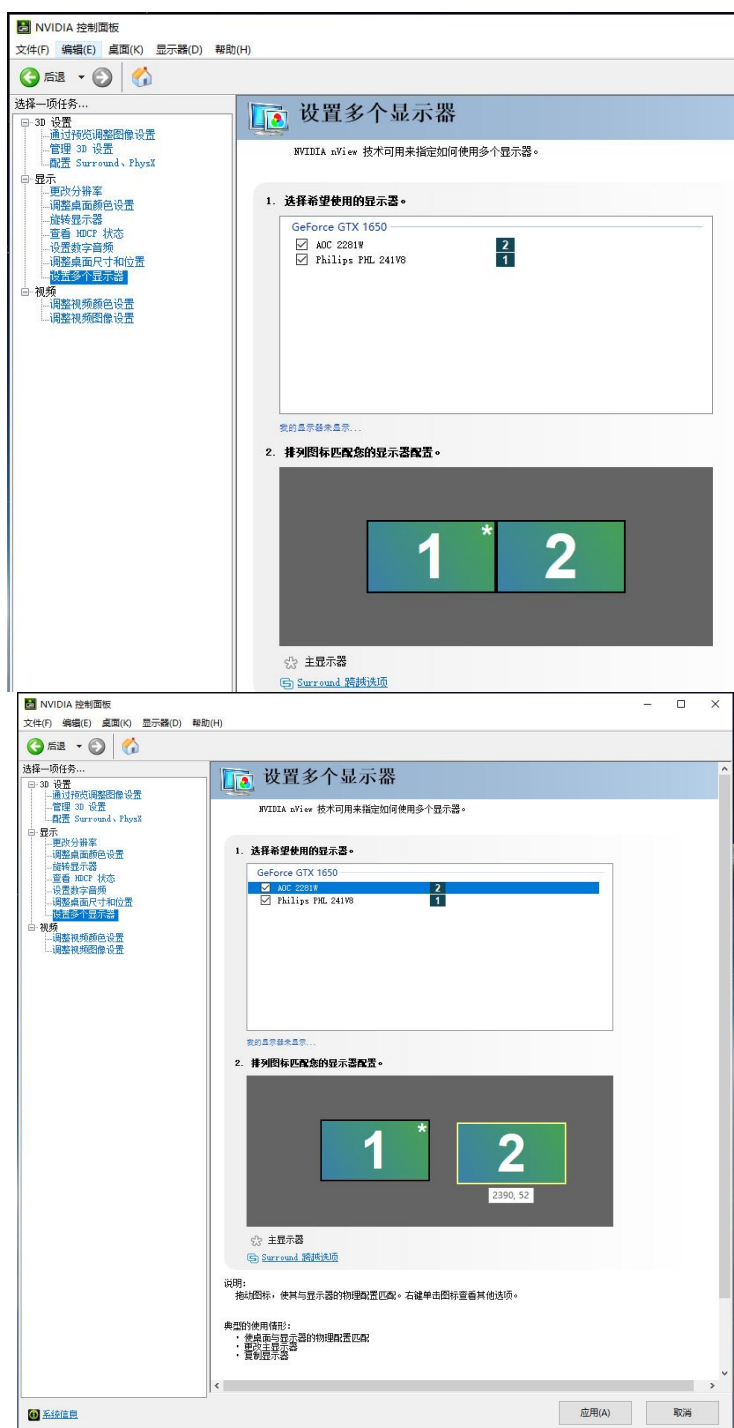 NVIDIA 控制面板
文件(F) 编辑(E) 桌面(K) 显示器(D) 帮助(H)
后退
选择一项任务...
3D 设置
通过预览调整图像设置
管理 3D 设置
配置 Surround、PhysX
显示
更改分辨率
调整桌面颜色设置
旋转显示器
查看 HDCP 状态
设置数字音频
调整桌面尺寸和位置
设置多个显示器
视频
调整视频颜色设置
调整视频图像设置
设置多个显示器
NVIDIA nView 技术可用来指定如何使用多个显示器。
1. 选择希望使用的显示器。
GeForce GTX 1650
AOC 2281W 2
Philips PHL 241V8 1
我的显示器未显示...
2. 排列图标匹配您的显示器配置。
1 * 2
主显示器
Surround 跨越选项
NVIDIA 控制面板
文件(F) 编辑(E) 桌面(K) 显示器(D) 帮助(H)
后退
选择一项任务...
3D 设置
通过预览调整图像设置
管理 3D 设置
配置 Surround、PhysX
显示
更改分辨率
调整桌面颜色设置
旋转显示器
查看 HDCP 状态
设置数字音频
调整桌面尺寸和位置
设置多个显示器
视频
调整视频颜色设置
调整视频图像设置
设置多个显示器
NVIDIA nView 技术可用来指定如何使用多个显示器。
1. 选择希望使用的显示器。
GeForce GTX 1650
AOC 2281W 2
Philips PHL 241V8 1
我的显示器未显示...
2. 排列图标匹配您的显示器配置。
1 * 2
2390, 52
主显示器
Surround 跨越选项
说明:
拖动图标，使其与显示器的物理配置匹配。右键单击图标查看其他选项。
典型的使用情形:
· 使桌面与显示器的物理配置匹配
· 更改主显示器
· 复制显示器
系统信息
应用(A) 取消